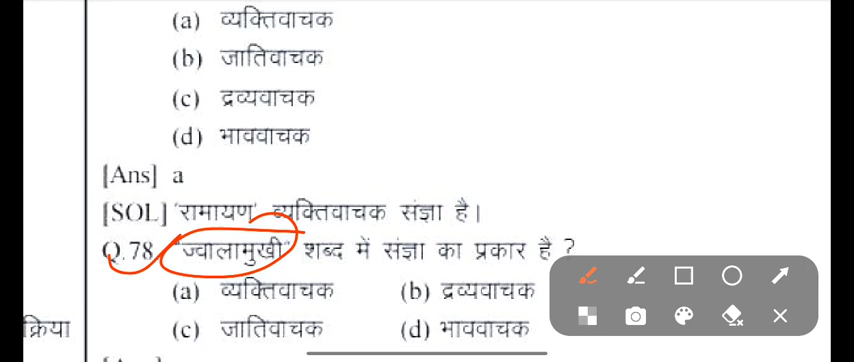 (a) व्यक्तिवाचक
(b) जातिवाचक
(c) द्रव्यवाचक
(d) भाववाचक
[Ans] a
[SOL] 'रामायण' व्यक्तिवाचक संज्ञा है।
Q.78 "ज्वालामुखी" शब्द में संज्ञा का प्रकार है ?
(a) व्यक्तिवाचक (b) द्रव्यवाचक
क्रिया (c) जातिवाचक (d) भाववाचक